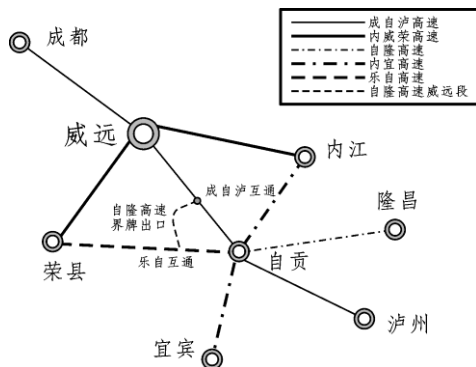 成都
成自泸高速
内威荣高速
自隆高速
内宜高速
乐自高速
自隆高速威远段
威远
内江
成自泸互通
自隆高速
界牌出口
隆昌
荣县
乐自互通
自贡
泸州
宜宾